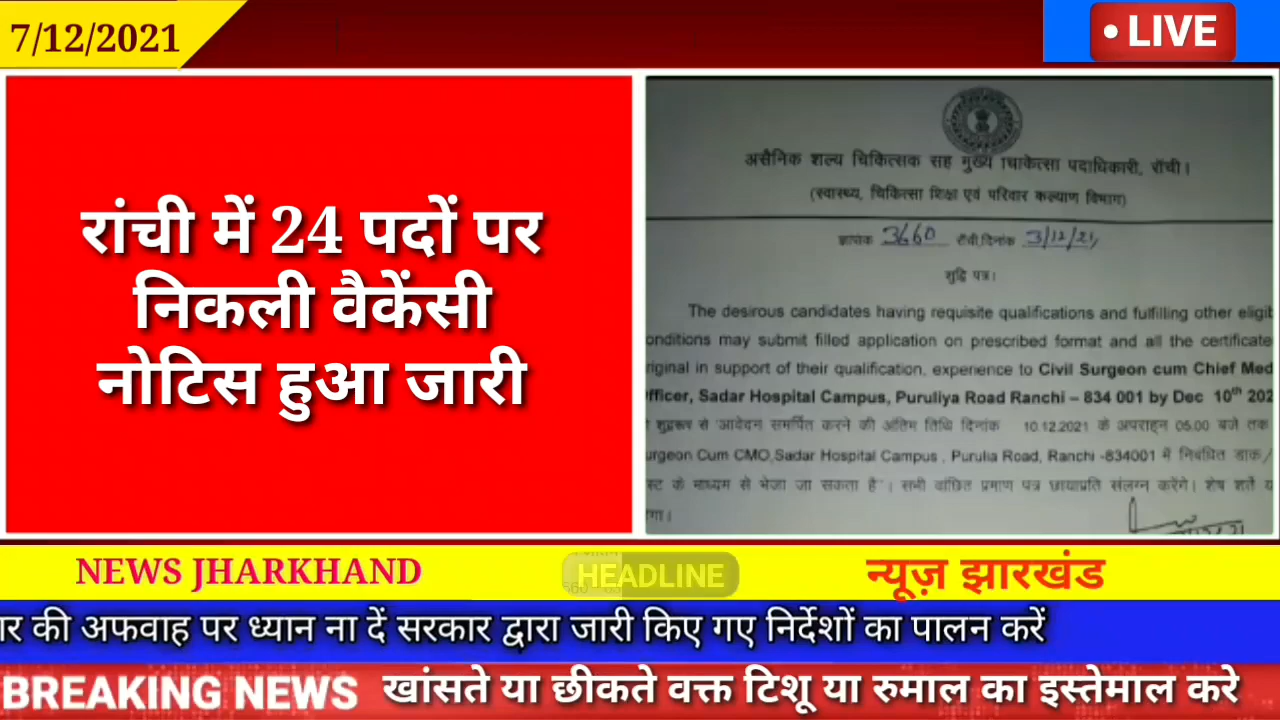 7/12/2021
• LIVE
रांची में 24 पदों पर
निकली वैकेंसी
नोटिस हुआ जारी
असैनिक शल्य चिकित्सक सह मुख्य चिकित्सा पदाधिकारी, राँची।
(स्वास्थ्य, चिकित्सा शिक्षा एवं परिवार कल्याण विभाग)
ज्ञापांक 3660 राँची,दिनांक 3/12/21,
शुद्धि पत्र।
The desirous candidates having requisite qualifications and fulfilling other eligib
onditions may submit filled application on prescribed format and all the certificate
riginal in support of their qualification, experience to Civil Surgeon cum Chief Med
fficer, Sadar Hospital Campus, Puruliya Road Ranchi – 834 001 by Dec 10th 202
शुद्धरूप से 'आवेदन समर्पित करने की अंतिम तिथि दिनांक 10.12.2021 के अपराहन 05.00 बजे तक
urgeon Cum CMO,Sadar Hospital Campus , Purulia Road, Ranchi -834001 में निबंधित डाक/
स्ट के माध्यम से भेजा जा सकता है'। सभी वांछित प्रमाण पत्र छायाप्रति संलग्न करेंगे। शेष शर्ते य
गा।
NEWS JHARKHAND
HEADLINE
न्यूज़ झारखंड
ार की अफवाह पर ध्यान ना दें सरकार द्वारा जारी किए गए निर्देशों का पालन करें
BREAKING NEWS खांसते या छीकते वक्त टिशू या रुमाल का इस्तेमाल करे